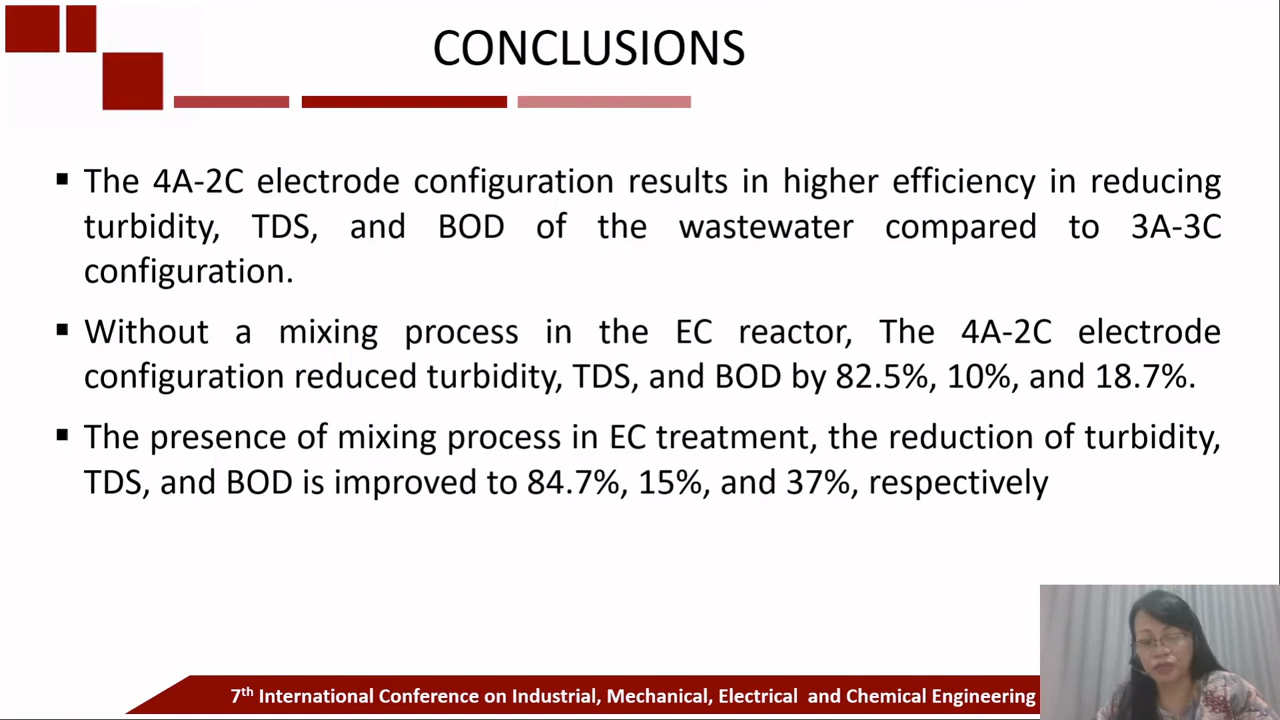 CONCLUSIONS
▪ The 4A-2C electrode configuration results in higher efficiency in reducing
turbidity, TDS, and BOD of the wastewater compared to 3A-3C
configuration.
▪ Without a mixing process in the EC reactor, The 4A-2C electrode
configuration reduced turbidity, TDS, and BOD by 82.5%, 10%, and 18.7%.
▪ The presence of mixing process in EC treatment, the reduction of turbidity,
TDS, and BOD is improved to 84.7%, 15%, and 37%, respectively
7th International Conference on Industrial, Mechanical, Electrical and Chemical Engineering